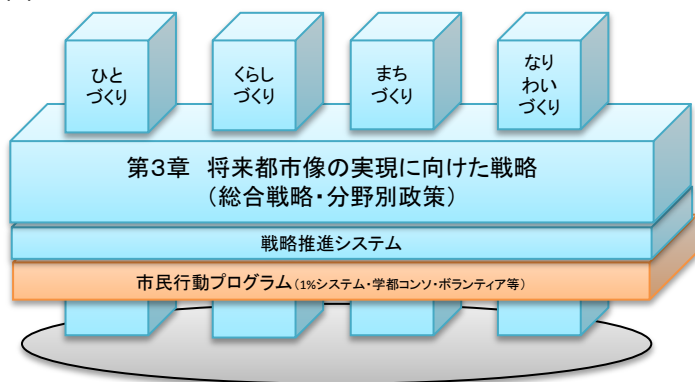 ひと
づくり
くらし
づくり
まち
づくり
なり
わい
づくり
第3章　将来都市像の実現に向けた戦略
（総合戦略・分野別政策）
戦略推進システム
市民行動プログラム（1%システム・学都コンソ・ボランティア等）